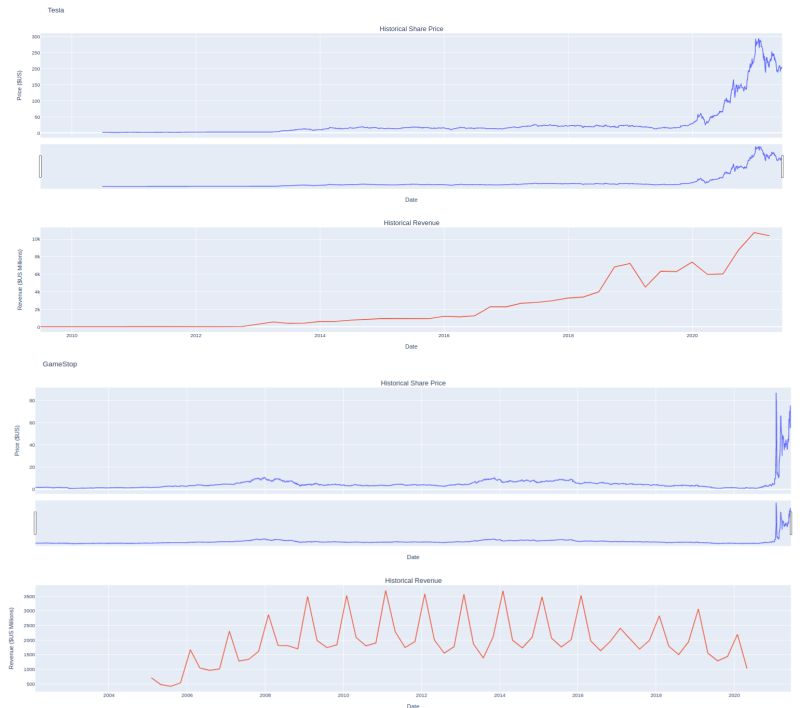 Tesla
Historical Share Price
300
250
200
150
100
50
0
Price ($US)
Date
Historical Revenue
10k
8k
6k
4k
2k
0
Revenue ($US Millions)
2010 2012 2014 2016 2018 2020
Date
GameStop
Historical Share Price
80
60
40
20
0
Price ($US)
Date
Historical Revenue
3500
3000
2500
2000
1500
1000
500
Revenue ($US Millions)
2004 2006 2008 2010 2012 2014 2016 2018 2020
Date